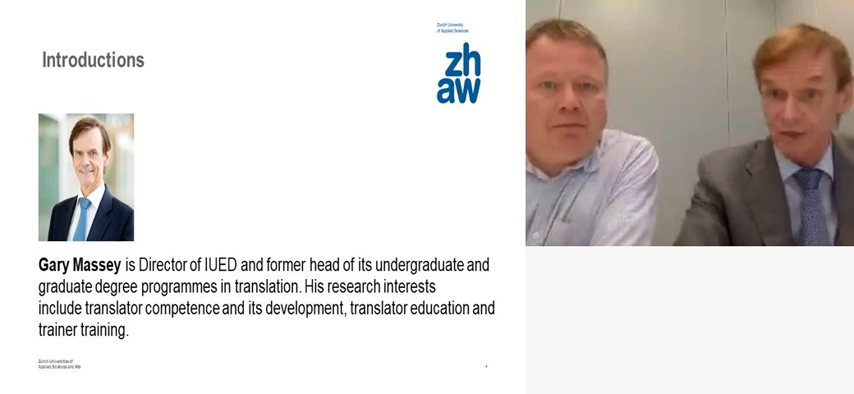 Zurich University
of Applied Sciences
Introductions
zh
aw
Gary Massey is Director of IUED and former head of its undergraduate and
graduate degree programmes in translation. His research interests
include translator competence and its development, translator education and
trainer training.
Zurich Universities of
Applied Sciences and Arts